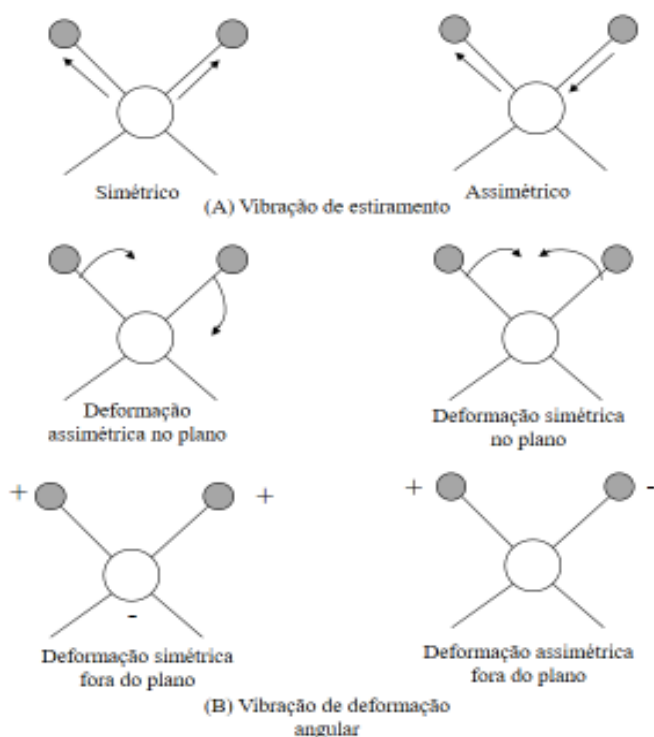 Simétrico
Assimétrico
(A) Vibração de estiramento
Deformação
assimétrica no plano
Deformação simétrica
no plano
+
+
-
Deformação simétrica
fora do plano
+
-
Deformação assimétrica
fora do plano
(B) Vibração de deformação
angular